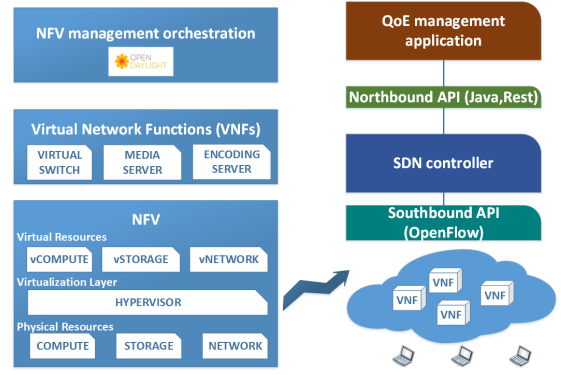 NFV management orchestration
OPEN
DAYLIGHT
Virtual Network Functions (VNFs)
VIRTUAL
SWITCH
MEDIA
SERVER
ENCODING
SERVER
NFV
Virtual Resources
vCOMPUTE
vSTORAGE
vNETWORK
Virtualization Layer
HYPERVISOR
Physical Resources
COMPUTE
STORAGE
NETWORK
QoE management
application
Northbound API (Java,Rest)
SDN controller
Southbound API
(OpenFlow)
VNF
VNF
VNF
VNF